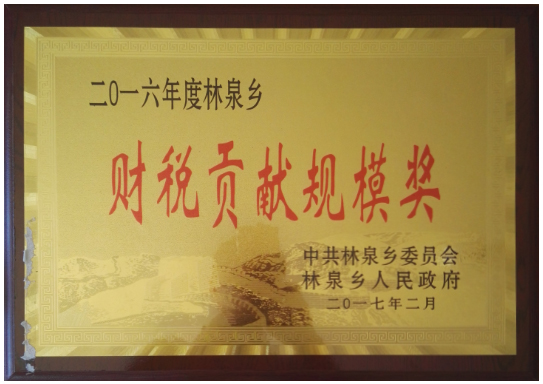 二0一六年度林泉乡
财税贡献规模奖
中共林泉乡委员会
林泉乡人民政府
二0一七年二月